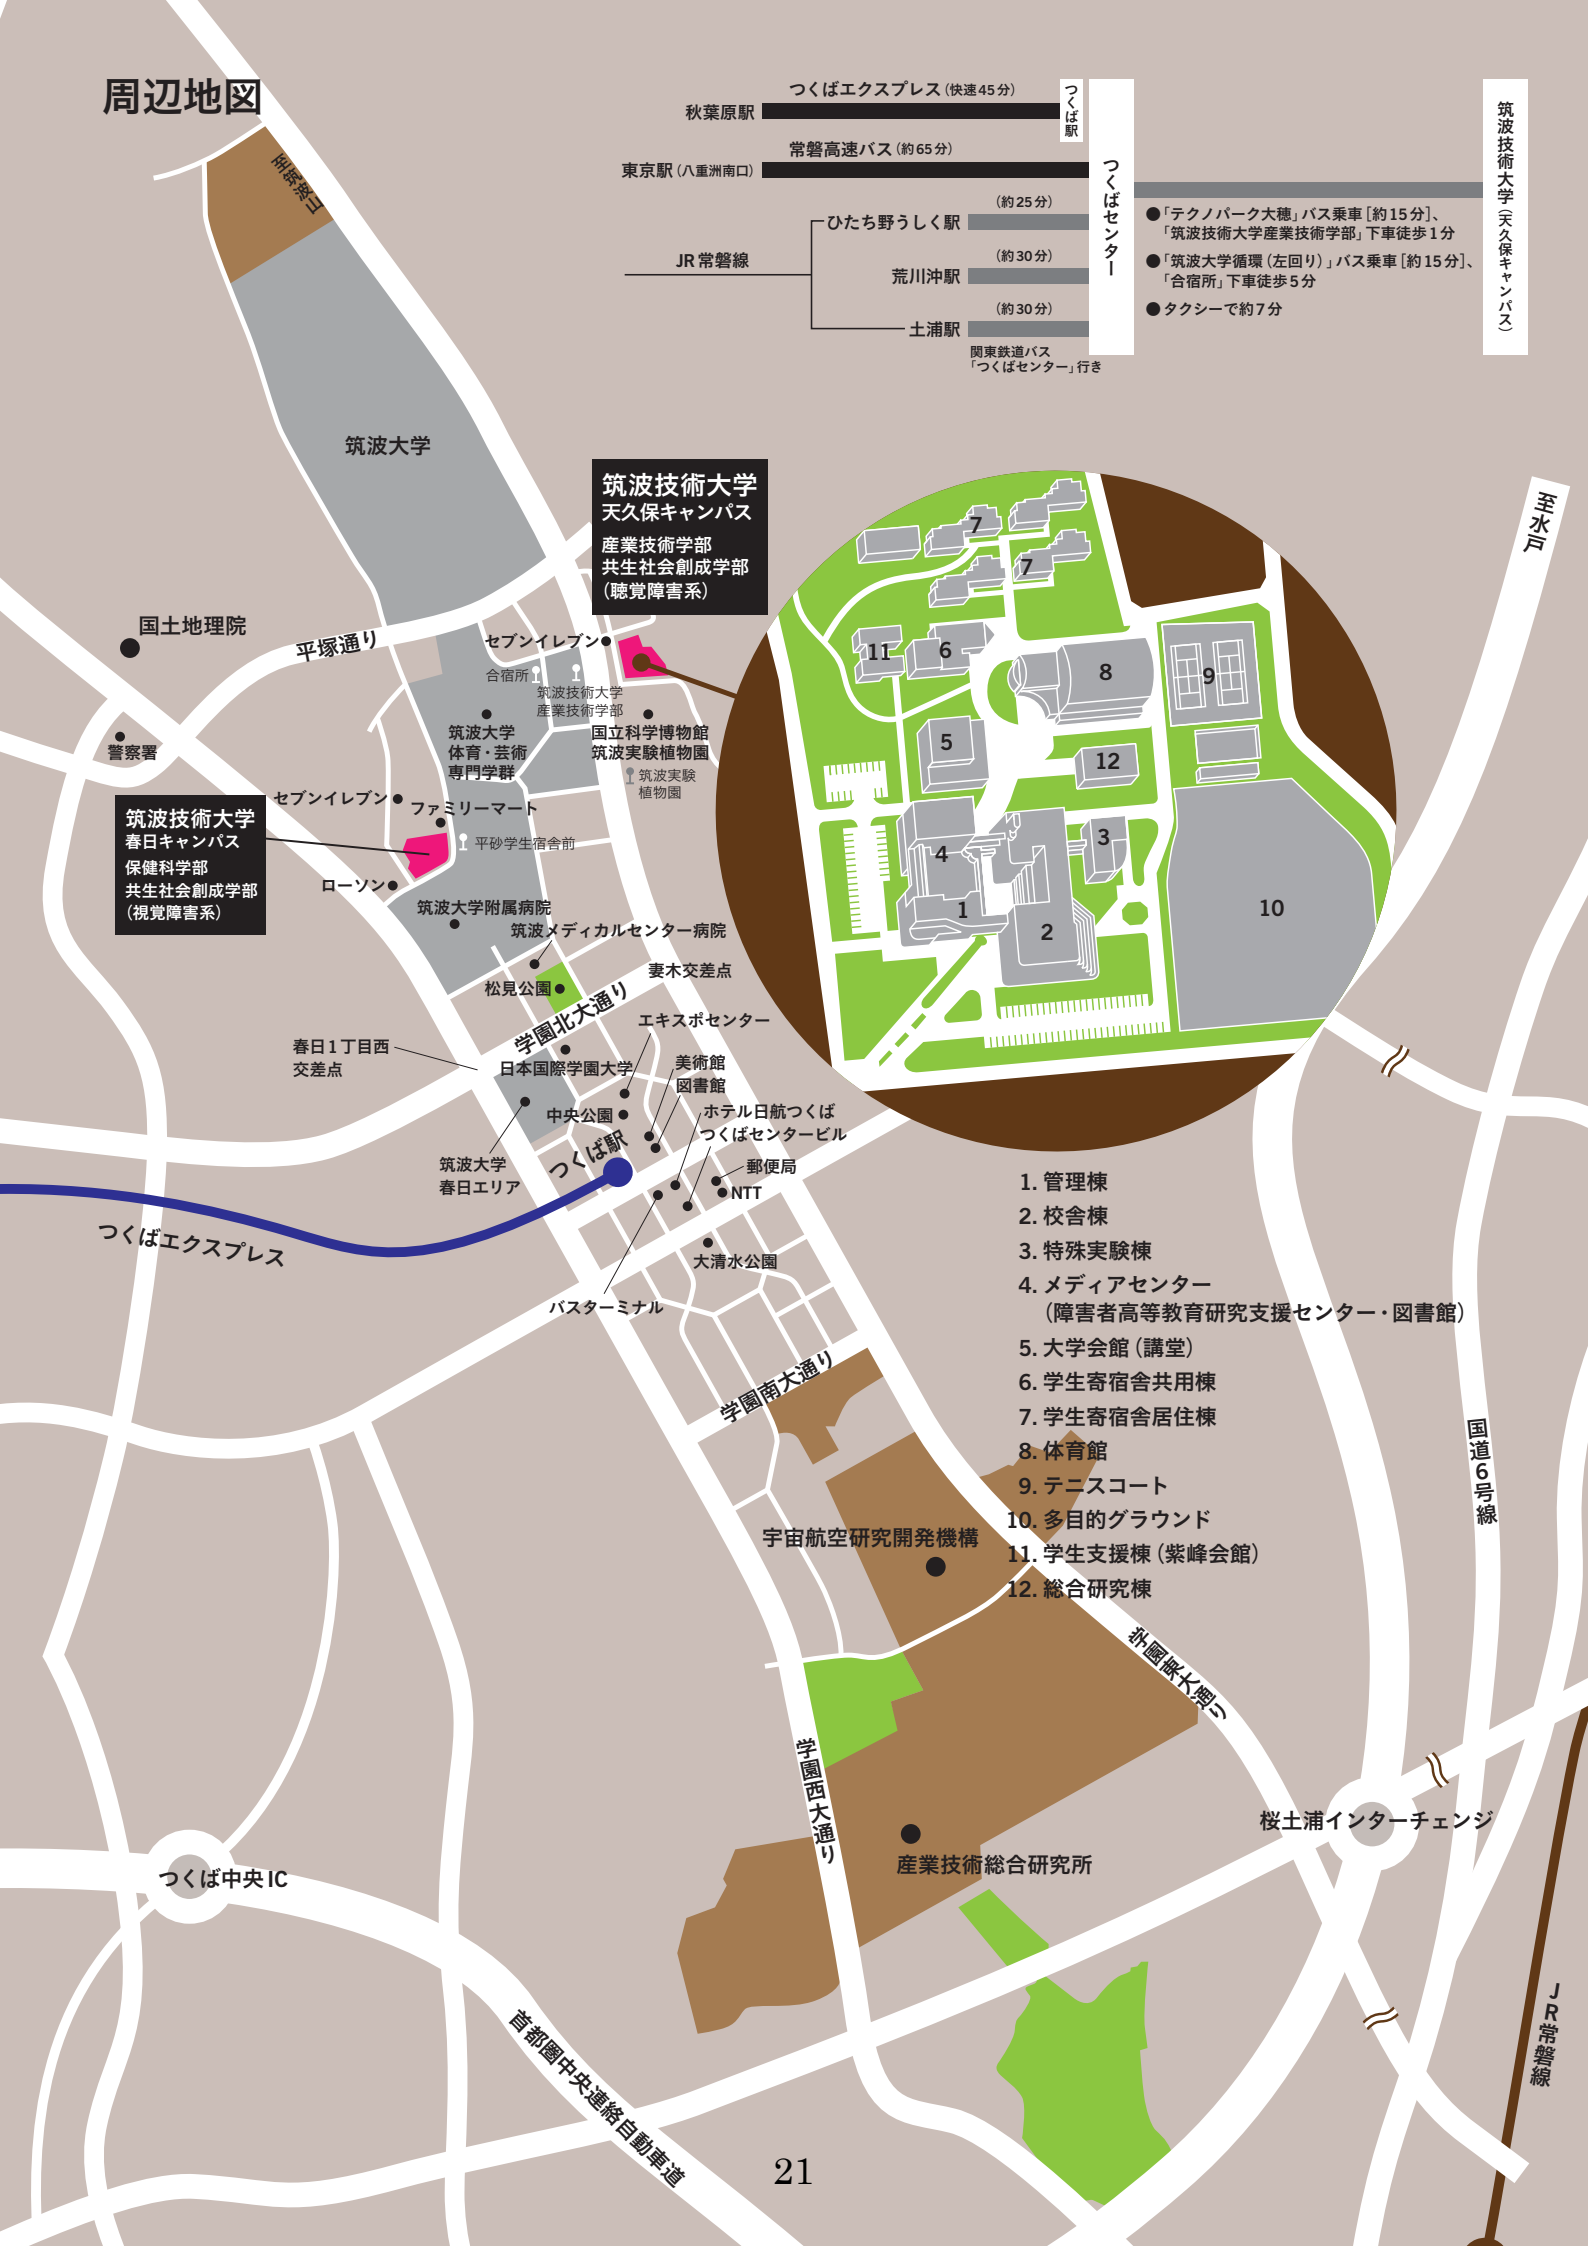 周辺地図
つくばエクスプレス（快速45分）
秋葉原駅
つくば駅
常磐高速バス（約65分）
東京駅（八重洲南口）
つくばセンター
JR常磐線
（約25分）
ひたち野うしく駅
（約30分）
荒川沖駅
（約30分）
土浦駅
関東鉄道バス
「つくばセンター」行き
●「テクノパーク大穂」バス乗車［約15分］、
「筑波技術大学産業技術学部」下車徒歩1分
●「筑波大学循環（左回り）」バス乗車［約15分］、
「合宿所」下車徒歩5分
●タクシーで約7分
筑波技術大学（天久保キャンパス）
至筑波山
筑波大学
筑波技術大学
天久保キャンパス
産業技術学部
共生社会創成学部
（聴覚障害系）
至水戸
国土地理院
平塚通り
セブンイレブン
合宿所
筑波技術大学
産業技術学部
警察署
筑波大学
体育・芸術
専門学群
国立科学博物館
筑波実験植物園
筑波実験
植物園
セブンイレブン
ファミリーマート
平砂学生宿舎前
筑波技術大学
春日キャンパス
保健科学部
共生社会創成学部
（視覚障害系）
ローソン
筑波大学附属病院
筑波メディカルセンター病院
妻木交差点
松見公園
学園北大通り
エキスポセンター
春日1丁目西
交差点
日本国際学園大学
美術館
図書館
中央公園
ホテル日航つくば
つくばセンタービル
つくば駅
筑波大学
春日エリア
郵便局
NTT
つくばエクスプレス
大清水公園
バスターミナル
学園南大通り
7
7
11
6
8
9
5
12
4
3
1
2
10
1. 管理棟
2. 校舎棟
3. 特殊実験棟
4. メディアセンター
（障害者高等教育研究支援センター・図書館）
5. 大学会館（講堂）
6. 学生寄宿舎共用棟
7. 学生寄宿舎居住棟
8. 体育館
9. テニスコート
10. 多目的グラウンド
11. 学生支援棟（紫峰会館）
12. 総合研究棟
国道6号線
宇宙航空研究開発機構
学園東大通り
学園西大通り
桜土浦インターチェンジ
産業技術総合研究所
つくば中央IC
首都圏中央連絡自動車道
JR常磐線
21